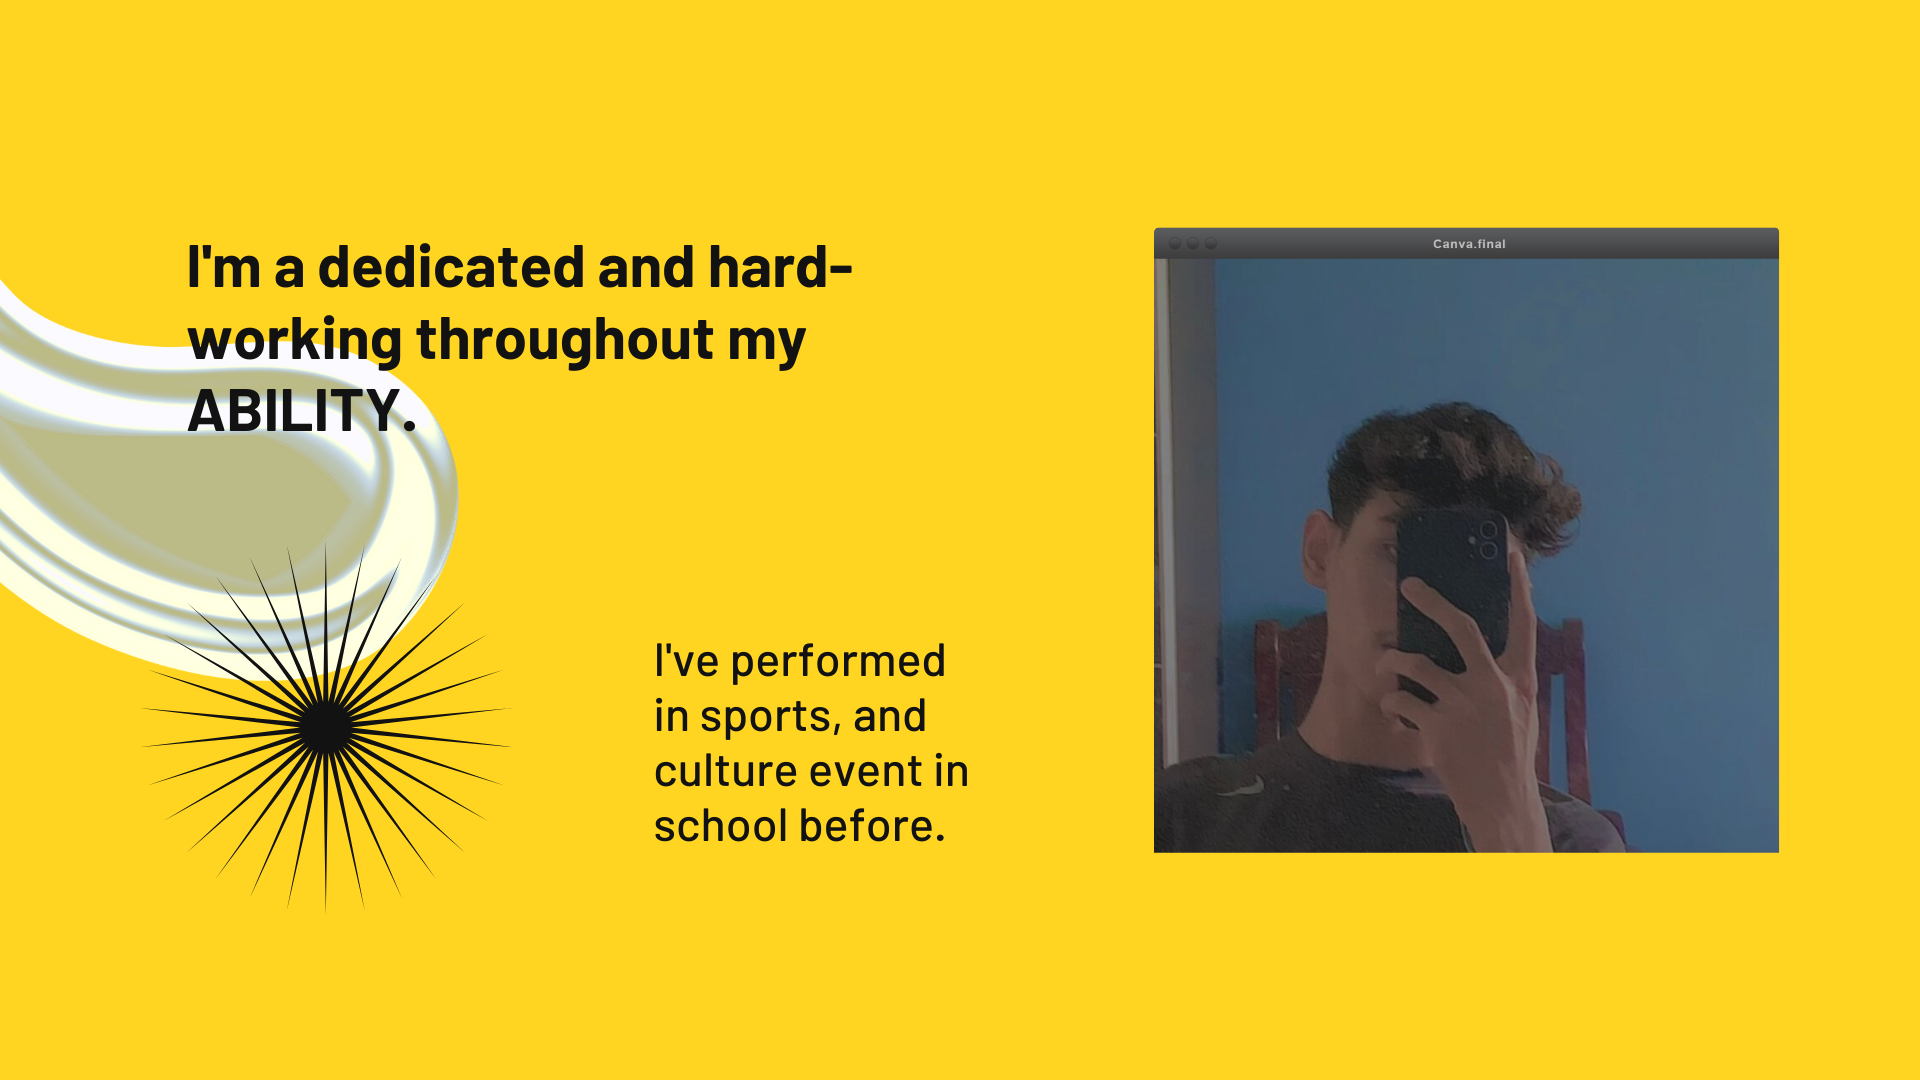 I'm a dedicated and hard-
working throughout my
ABILITY.
I've performed
in sports, and
culture event in
school before.
Canva.final